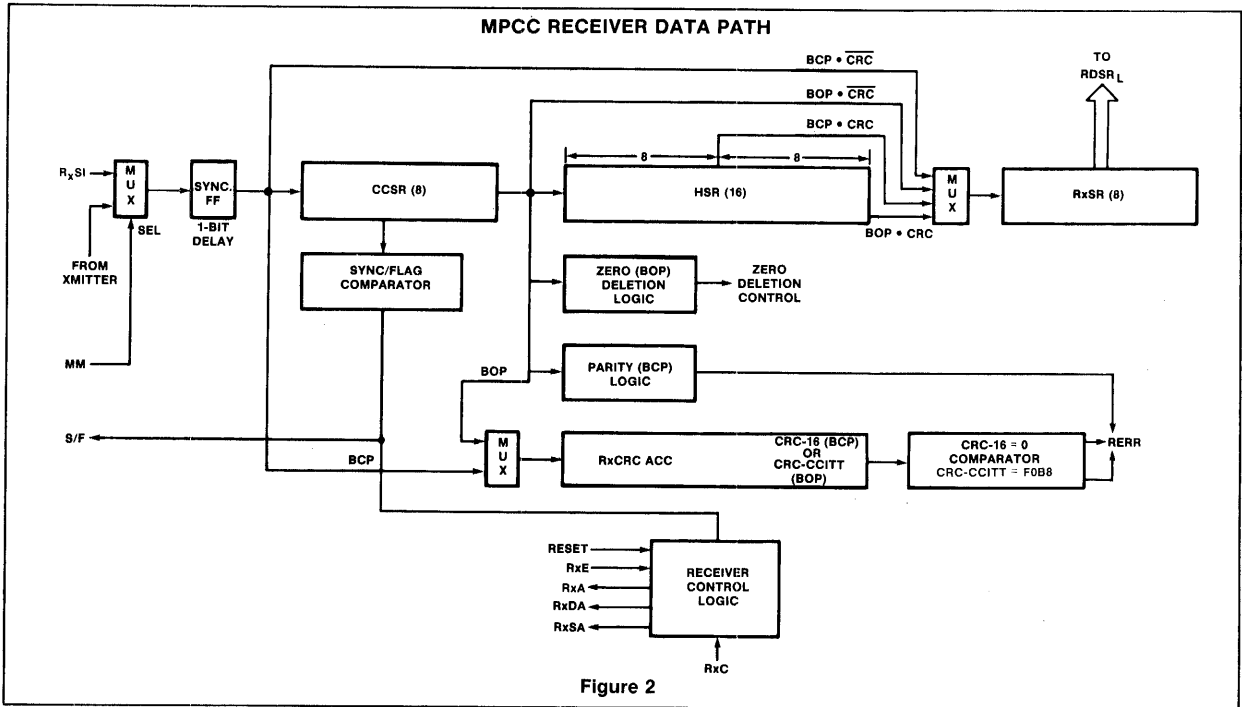 MPCC RECEIVER DATA PATH
BCP • C̅R̅C̅
TO
RDSR L
BOP • C̅R̅C̅
BCP • CRC
8
8
RxSI
M
U
X
SYNC.
FF
CCSR (8)
HSR (16)
M
U
X
RxSR (8)
SEL
1-BIT
DELAY
BOP • CRC
FROM
XMITTER
SYNC/FLAG
COMPARATOR
ZERO (BOP)
DELETION
LOGIC
ZERO
DELETION
CONTROL
MM
BOP
PARITY (BCP)
LOGIC
S/F
BCP
M
U
X
RxCRC ACC
CRC-16 (BCP)
OR
CRC-CCITT
(BOP)
CRC-16 = 0
COMPARATOR
CRC-CCITT = F0B8
RERR
RESET
RxE
RxA
RxDA
RxSA
RECEIVER
CONTROL
LOGIC
RxC
Figure 2